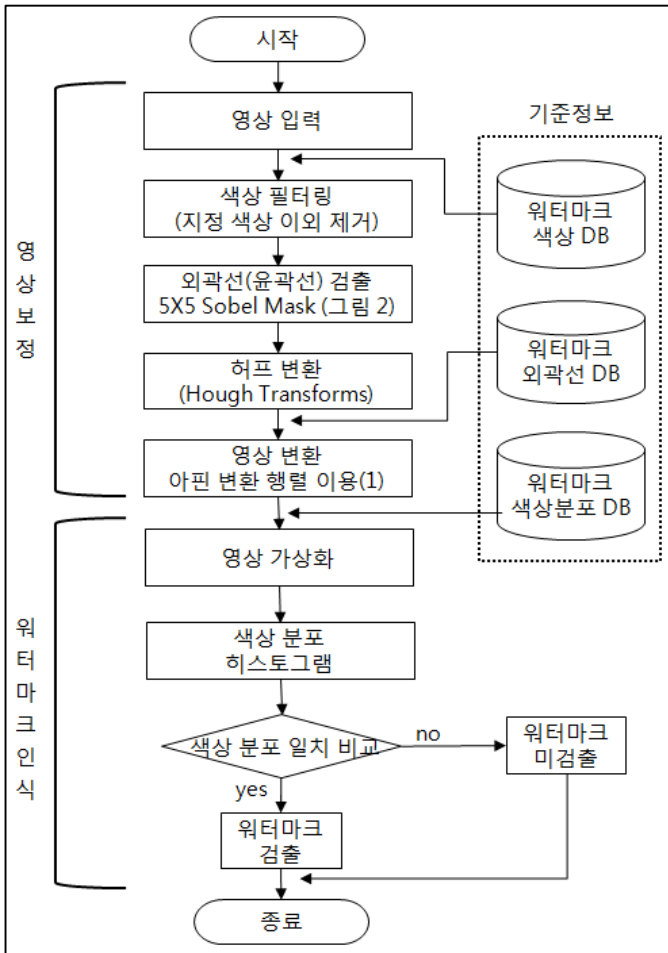 시작
영상 입력
색상 필터링
(지정 색상 이외 제거)
외곽선(윤곽선) 검출
5X5 Sobel Mask (그림 2)
허프 변환
(Hough Transforms)
영상 변환
아핀 변환 행렬 이용(1)
영상보정
기준정보
워터마크
색상 DB
워터마크
외곽선 DB
워터마크
색상분포 DB
영상 가상화
색상 분포
히스토그램
색상 분포 일치 비교
no
워터마크
미검출
yes
워터마크
검출
워터마크인식
종료